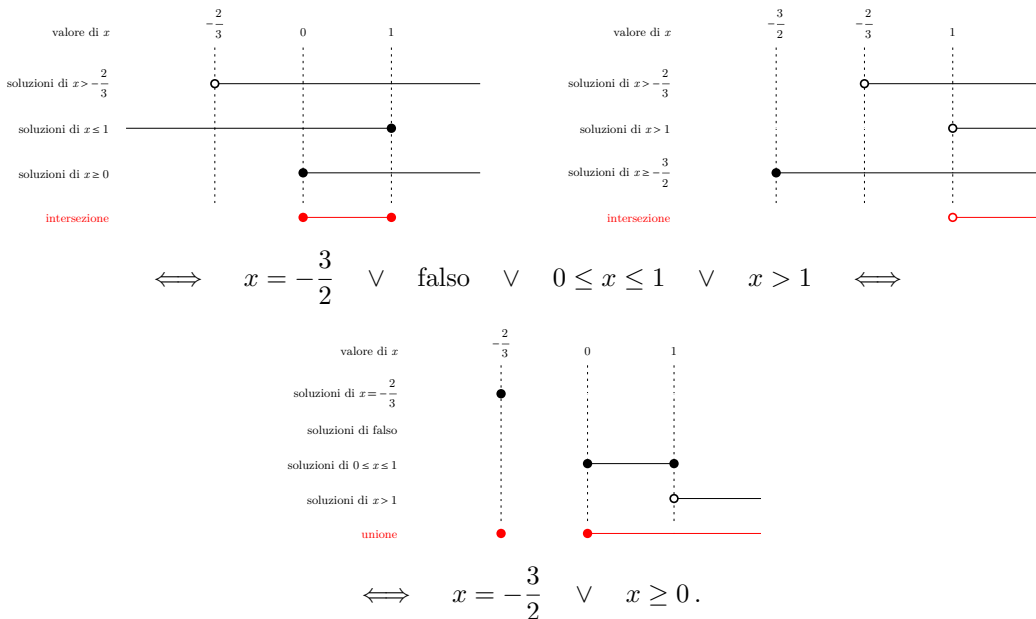 valore di x −2/3 0 1
soluzioni di x > −2/3
soluzioni di x ≤ 1
soluzioni di x ≥ 0
intersezione
valore di x −3/2 −2/3 1
soluzioni di x > −2/3
soluzioni di x > 1
soluzioni di x ≥ −3/2
intersezione
⟺ x = −3/2 ∨ falso ∨ 0 ≤ x ≤ 1 ∨ x > 1 ⟺
valore di x −2/3 0 1
soluzioni di x = −2/3
soluzioni di falso
soluzioni di 0 ≤ x ≤ 1
soluzioni di x > 1
unione
⟺ x = −3/2 ∨ x ≥ 0 .